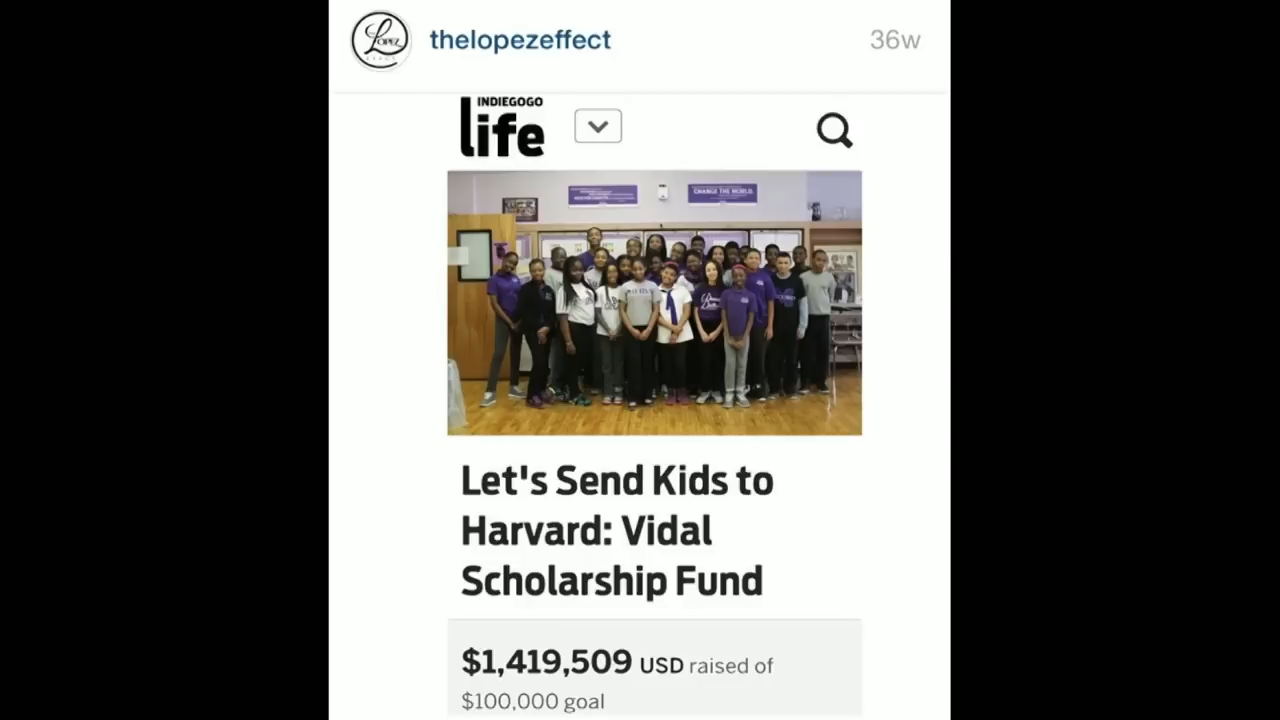 LOPEZ
thelopezeffect
36w
INDIEGOGO
life
CHANGE THE WORLD.
Let's Send Kids to
Harvard: Vidal
Scholarship Fund
$1,419,509 USD raised of
$100,000 goal